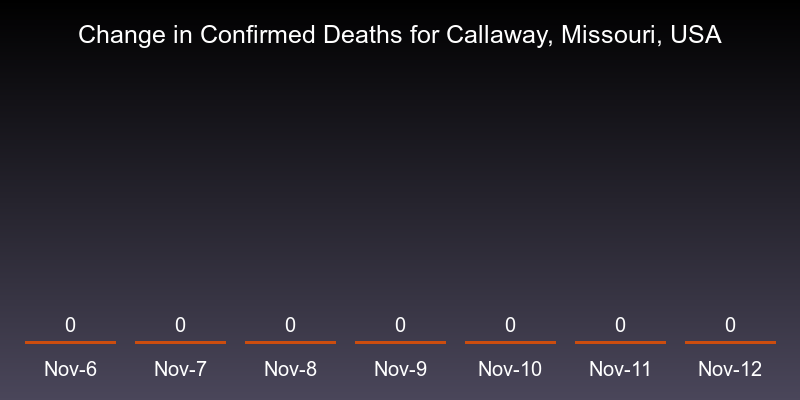 Change in Confirmed Deaths for Callaway, Missouri, USA
0 0 0 0 0 0 0
Nov-6 Nov-7 Nov-8 Nov-9 Nov-10 Nov-11 Nov-12